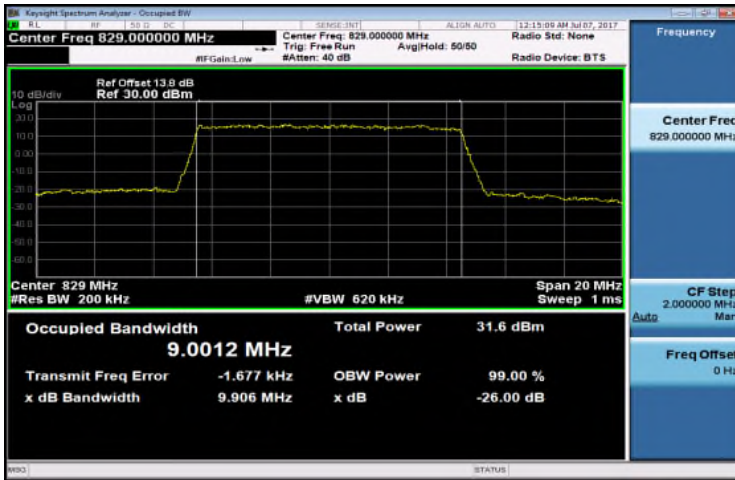 Keysight Spectrum Analyzer - Occupied BW
RL RF 50 Ω DC SENSE:INT ALIGN AUTO 12:15:09 AM Jul 07, 2017
Center Freq 829.000000 MHz
Center Freq: 829.000000 MHz
Radio Std: None
Trig: Free Run Avg|Hold: 50/50
#IFGain:Low #Atten: 40 dB Radio Device: BTS
Ref Offset 13.8 dB
10 dB/div Ref 30.00 dBm
Log
20.0
10.0
0.00
-10.0
-20.0
-30.0
-40.0
-50.0
-60.0
Center 829 MHz Span 20 MHz
#Res BW 200 kHz #VBW 620 kHz Sweep 1 ms
Occupied Bandwidth Total Power 31.6 dBm
9.0012 MHz
Transmit Freq Error -1.677 kHz OBW Power 99.00 %
x dB Bandwidth 9.906 MHz x dB -26.00 dB
MSG STATUS
Frequency
Center Freq
829.000000 MHz
CF Step
2.000000 MHz
Auto Man
Freq Offset
0 Hz